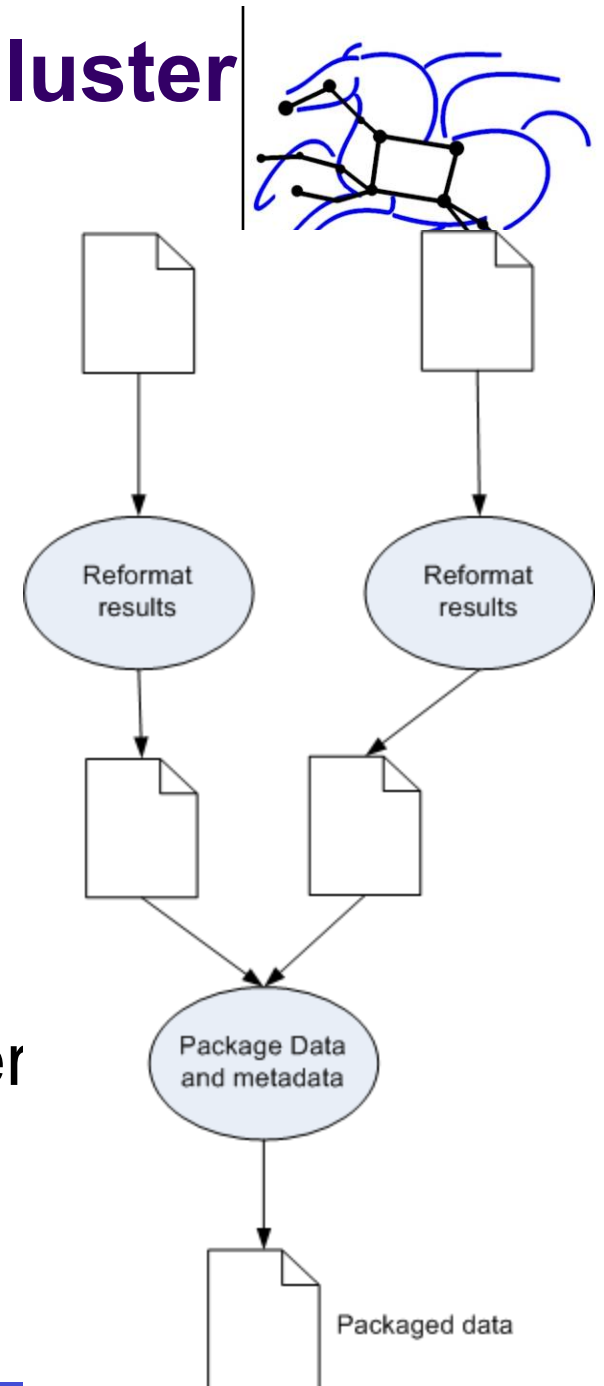 luster
Reformat
results
Reformat
results
er
Package Data
and metadata
Packaged data